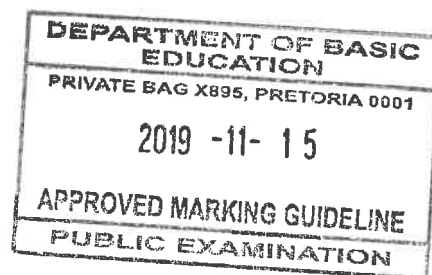 DEPARTMENT OF BASIC
EDUCATION
PRIVATE BAG X895, PRETORIA 0001
2019 -11- 15
APPROVED MARKING GUIDELINE
PUBLIC EXAMINATION